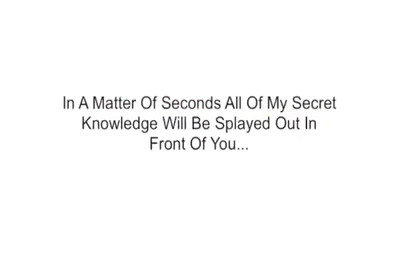 In A Matter Of Seconds All Of My Secret
Knowledge Will Be Splayed Out In
Front Of You...